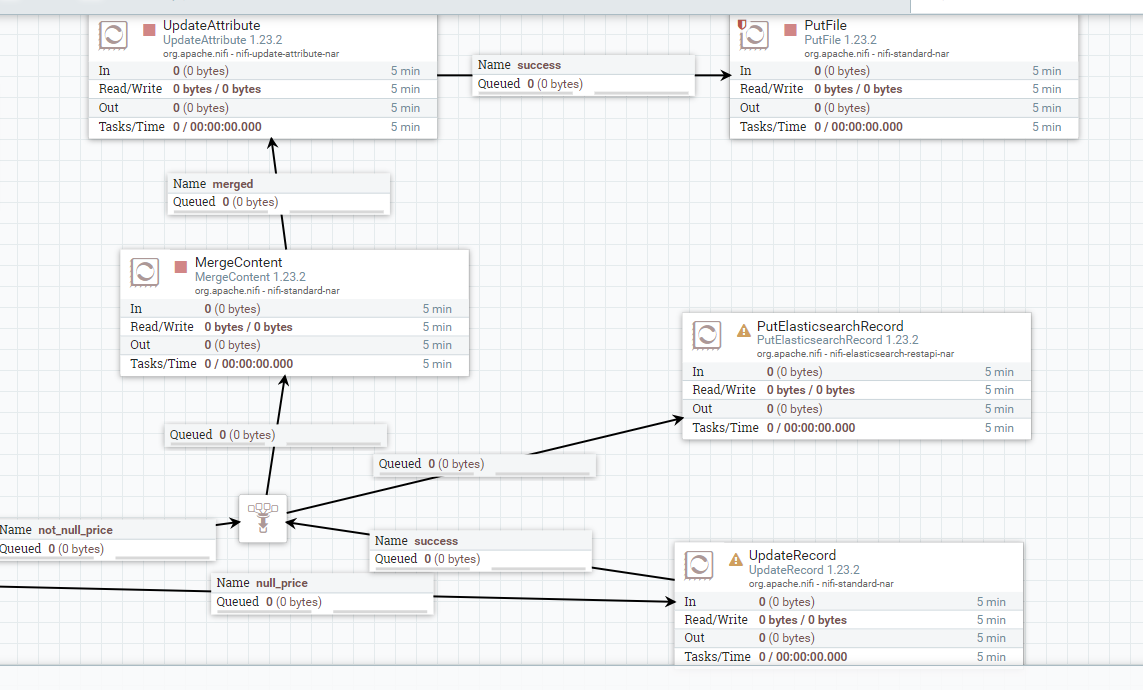 UpdateAttribute
UpdateAttribute 1.23.2
org.apache.nifi - nifi-update-attribute-nar
In 0 (0 bytes) 5 min
Read/Write 0 bytes / 0 bytes 5 min
Out 0 (0 bytes) 5 min
Tasks/Time 0 / 00:00:00.000 5 min
Name success
Queued 0 (0 bytes)
PutFile
PutFile 1.23.2
org.apache.nifi - nifi-standard-nar
In 0 (0 bytes) 5 min
Read/Write 0 bytes / 0 bytes 5 min
Out 0 (0 bytes) 5 min
Tasks/Time 0 / 00:00:00.000 5 min
Name merged
Queued 0 (0 bytes)
MergeContent
MergeContent 1.23.2
org.apache.nifi - nifi-standard-nar
In 0 (0 bytes) 5 min
Read/Write 0 bytes / 0 bytes 5 min
Out 0 (0 bytes) 5 min
Tasks/Time 0 / 00:00:00.000 5 min
PutElasticsearchRecord
PutElasticsearchRecord 1.23.2
org.apache.nifi - nifi-elasticsearch-restapi-nar
In 0 (0 bytes) 5 min
Read/Write 0 bytes / 0 bytes 5 min
Out 0 (0 bytes) 5 min
Tasks/Time 0 / 00:00:00.000 5 min
Queued 0 (0 bytes)
Queued 0 (0 bytes)
Name not_null_price
Queued 0 (0 bytes)
Name success
Queued 0 (0 bytes)
Name null_price
Queued 0 (0 bytes)
UpdateRecord
UpdateRecord 1.23.2
org.apache.nifi - nifi-standard-nar
In 0 (0 bytes) 5 min
Read/Write 0 bytes / 0 bytes 5 min
Out 0 (0 bytes) 5 min
Tasks/Time 0 / 00:00:00.000 5 min